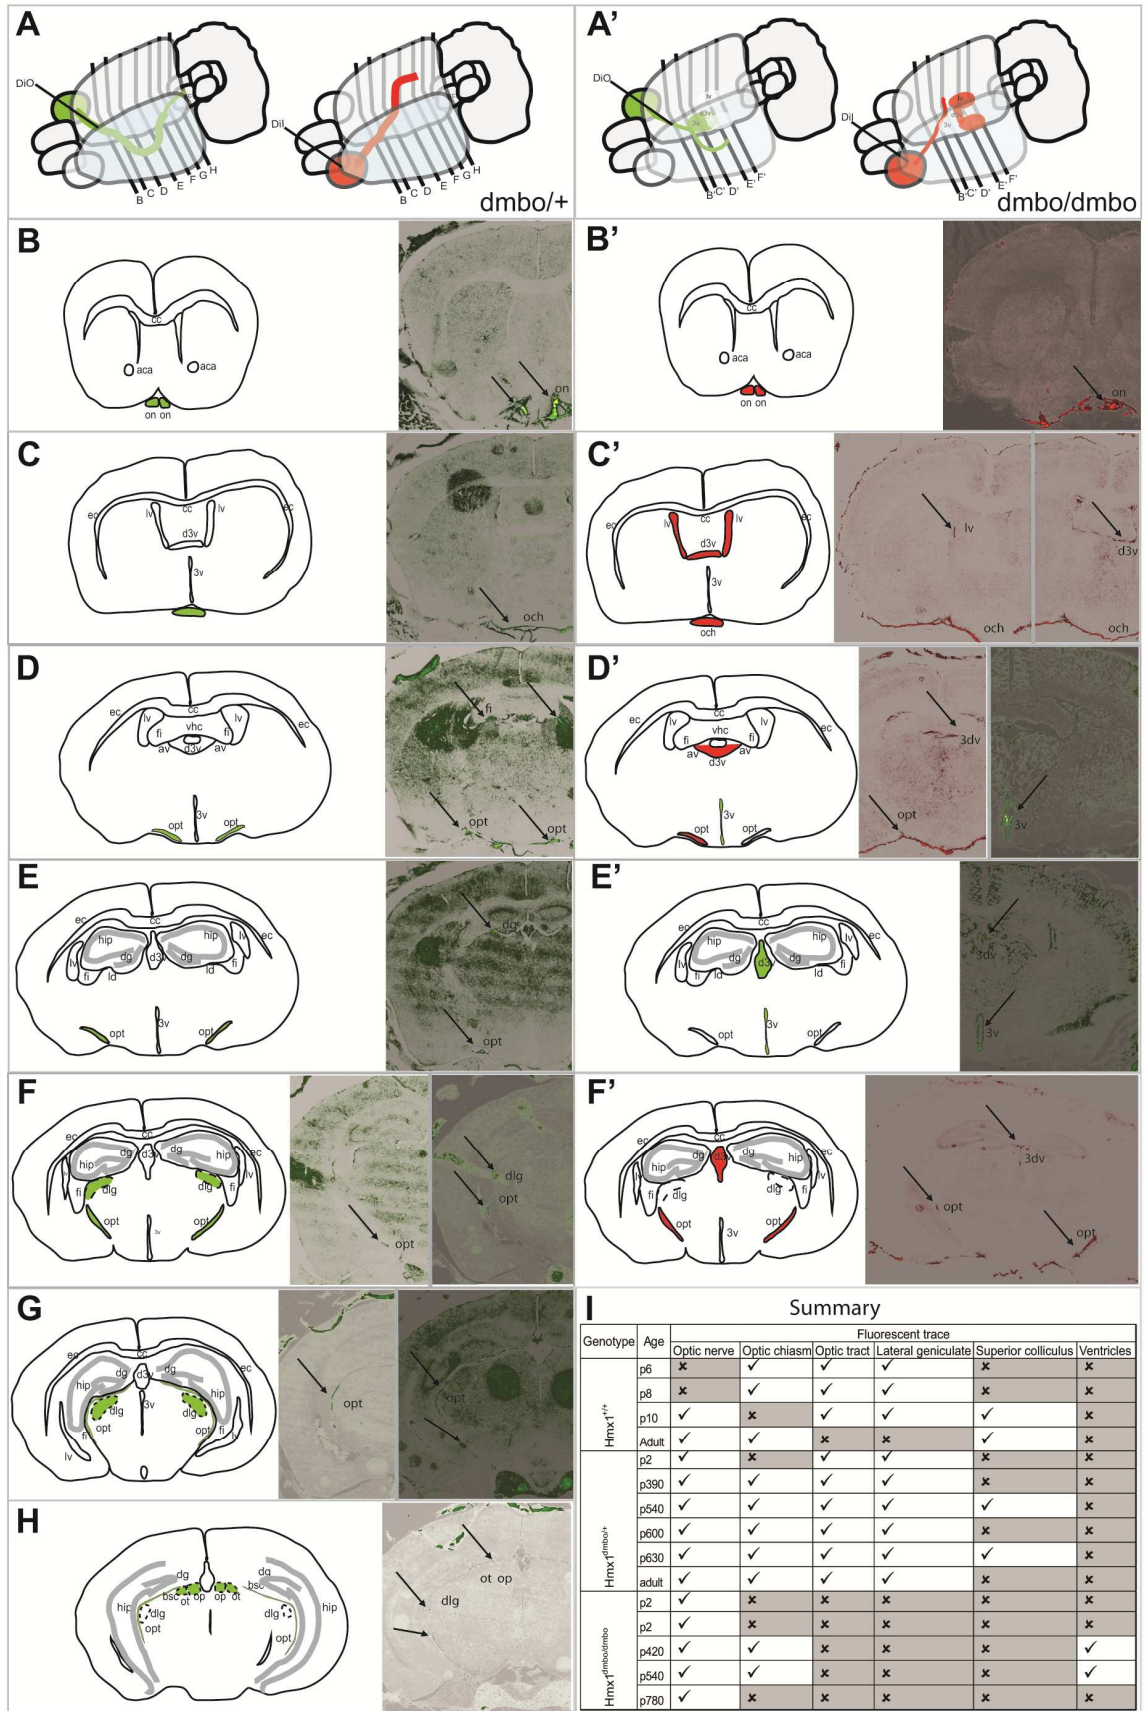 A
DiO
DiI
B C D E F G H
dmbo/+
A’
DiO
lv
d3v
3v
DiI
3v
B’ C’ D’ E’ F’
B’ C’ D’ E’ F’
dmbo/dmbo
B
cc
aca aca
on on
on
B’
cc
aca aca
on on
on
C
ec lv cc lv ec
d3v
3v
och
C’
ec lv cc lv ec
d3v
3v
och
lv
d3v
och och
D
ec lv cc lv ec
vhc
fi fi
av d3v av
3v
opt opt
fi
opt opt
D’
ec lv cc lv ec
vhc
fi fi
av d3v av
3v
opt opt
3dv
opt
3v
E
ec cc ec
hip hip
lv dg d3v dg lv
fi ld ld fi
3v
opt opt
dg
opt
E’
ec cc ec
hip hip
lv dg d3 dg lv
fi ld ld fi
3v
opt opt
3dv
3v
F
ec cc ec
dg d3v dg
hip hip
lv lv
fi dlg dlg fi
opt opt
3v
opt
dlg
opt
F’
ec cc ec
dg d3v dg
hip hip
lv lv
fi dlg dlg fi
opt opt
3v
3dv
opt
opt
G
ec cc ec
dg d3v dg
hip hip
3v
dlg dlg
opt opt
fi fi
lv lv
opt
opt
H
dg dg
bsc ot op op ot bsc
hip hip
dlg dlg
opt opt
ot op
dlg
I
Summary
Genotype Age Fluorescent trace
Optic nerve Optic chiasm Optic tract Lateral geniculate Superior colliculus Ventricles
Hmx1+/+
p6 ✘ ✓ ✓ ✓ ✘ ✘
p8 ✘ ✓ ✓ ✓ ✘ ✘
p10 ✓ ✘ ✓ ✓ ✓ ✘
Adult ✓ ✓ ✘ ✘ ✓ ✘
Hmx1dmbo/+
p2 ✓ ✘ ✓ ✓ ✘ ✘
p390 ✓ ✓ ✓ ✓ ✘ ✘
p540 ✓ ✓ ✓ ✓ ✓ ✘
p600 ✓ ✓ ✓ ✓ ✘ ✘
p630 ✓ ✓ ✓ ✓ ✓ ✘
adult ✓ ✓ ✓ ✓ ✘ ✘
Hmx1dmbo/dmbo
p2 ✓ ✘ ✘ ✘ ✘ ✘
p2 ✓ ✘ ✘ ✘ ✘ ✘
p420 ✓ ✓ ✘ ✘ ✘ ✓
p540 ✓ ✓ ✘ ✘ ✘ ✓
p780 ✓ ✘ ✘ ✘ ✘ ✘